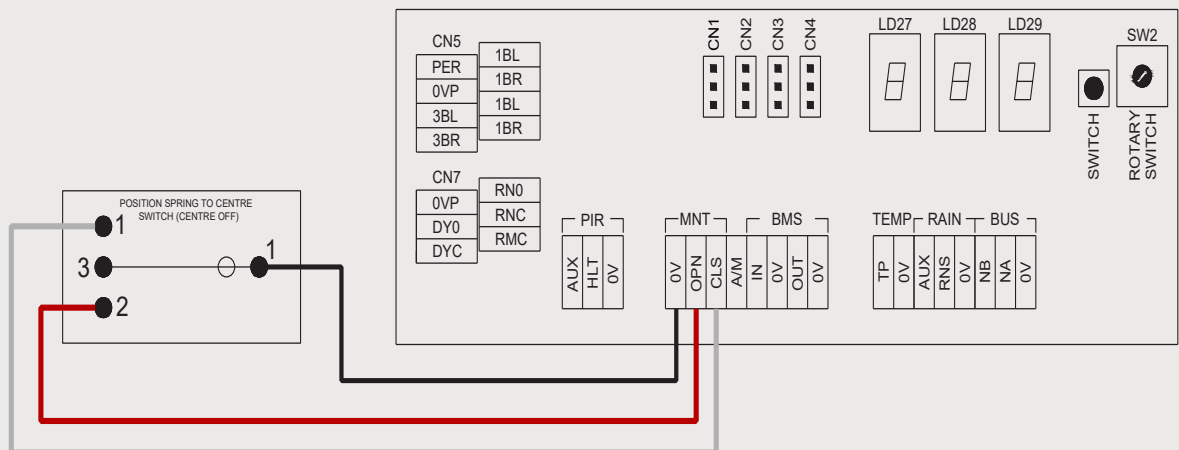 POSITION SPRING TO CENTRE
SWITCH (CENTRE OFF)
1
3
2
1
CN5
PER
0VP
3BL
3BR
1BL
1BR
1BL
1BR
CN7
0VP
DY0
DYC
RN0
RNC
RMC
CN1
CN2
CN3
CN4
LD27
LD28
LD29
SW2
SWITCH
ROTARY
SWITCH
PIR
AUX
HLT
0V
MNT
BMS
0V
OPN
CLS
A/M
IN
0V
OUT
0V
TEMP
RAIN
BUS
TP
0V
AUX
RNS
0V
NB
NA
0V